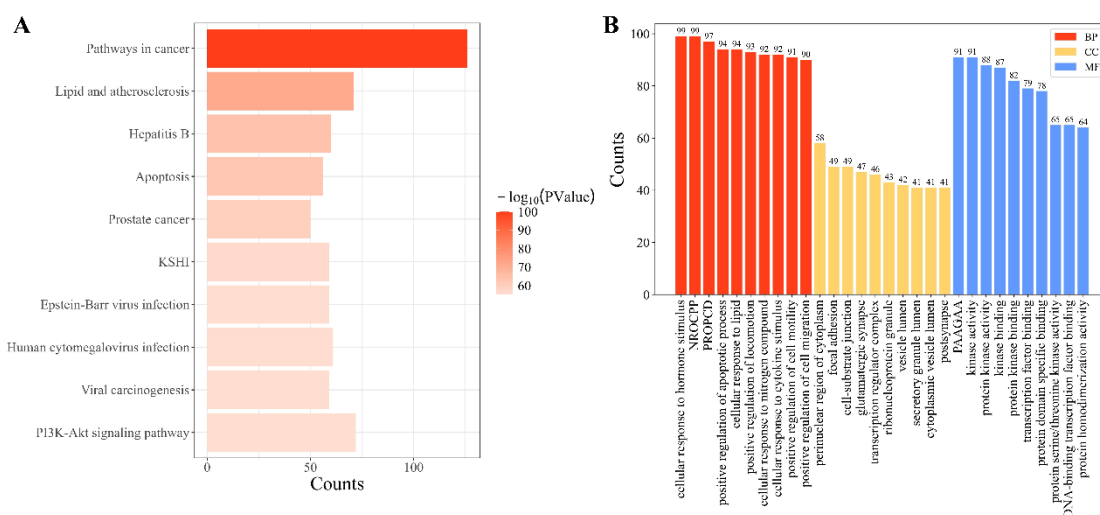 A
Pathways in cancer
Lipid and atherosclerosis
Hepatitis B
Apoptosis
Prostate cancer
KSHI
Epstein-Barr virus infection
Human cytomegalovirus infection
Viral carcinogenesis
PI3K-Akt signaling pathway
0 50 100
Counts
− log10(PValue)
100
90
80
70
60
B
BP
CC
MF
Counts
100
80
60
40
20
0
99 99 97 94 94 93 92 92 91 90 58 49 49 47 46 43 42 41 41 41 91 91 88 87 82 79 78 65 65 64
cellular response to hormone stimulus
NROCPP
PROPCD
positive regulation of apoptotic process
cellular response to lipid
positive regulation of locomotion
cellular response to nitrogen compound
cellular response to cytokine stimulus
positive regulation of cell motility
positive regulation of cell migration
perinuclear region of cytoplasm
focal adhesion
cell-substrate junction
glutamatergic synapse
transcription regulator complex
ribonucleoprotein granule
vesicle lumen
secretory granule lumen
cytoplasmic vesicle lumen
postsynapse
PAAGAA
kinase activity
protein kinase activity
kinase binding
protein kinase binding
transcription factor binding
protein domain specific binding
protein serine/threonine kinase activity
DNA-binding transcription factor binding
protein homodimerization activity